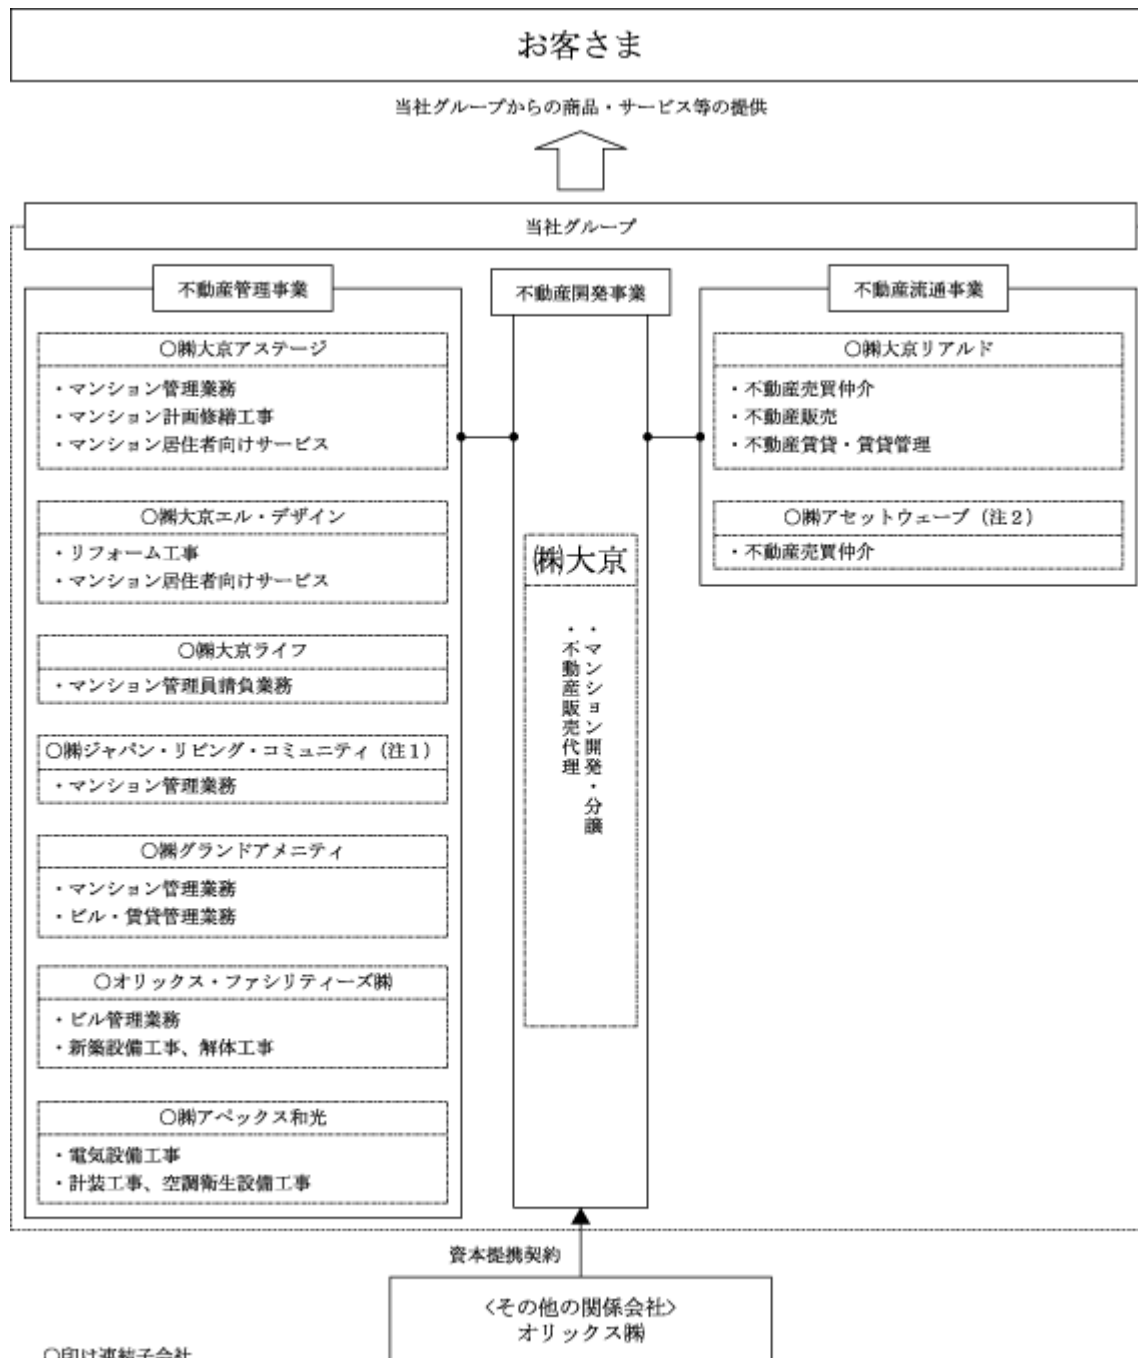 お客さま
当社グループからの商品・サービス等の提供
当社グループ
不動産管理事業
○㈱大京アステージ
・マンション管理業務
・マンション計画修繕工事
・マンション居住者向けサービス
○㈱大京エル・デザイン
・リフォーム工事
・マンション居住者向けサービス
○㈱大京ライフ
・マンション管理員請負業務
○㈱ジャパン・リビング・コミュニティ（注１）
・マンション管理業務
○㈱グランドアメニティ
・マンション管理業務
・ビル・賃貸管理業務
○オリックス・ファシリティーズ㈱
・ビル管理業務
・新築設備工事、解体工事
○㈱アペックス和光
・電気設備工事
・計装工事、空調衛生設備工事
不動産開発事業
㈱大京
・マンション開発・分譲
・不動産販売代理
不動産流通事業
○㈱大京リアルド
・不動産売買仲介
・不動産販売
・不動産賃貸・賃貸管理
○㈱アセットウェーブ（注２）
・不動産売買仲介
資本提携契約
<その他の関係会社>
オリックス㈱
○印は連結子会社